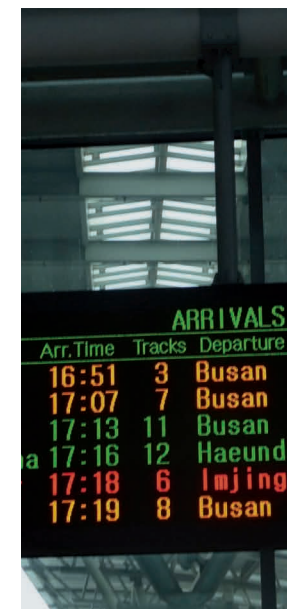 ARRIVALS
Arr.Time Tracks Departure
16:51 3 Busan
17:07 7 Busan
17:13 11 Busan
a 17:16 12 Haeund
17:18 6 Imjing
17:19 8 Busan